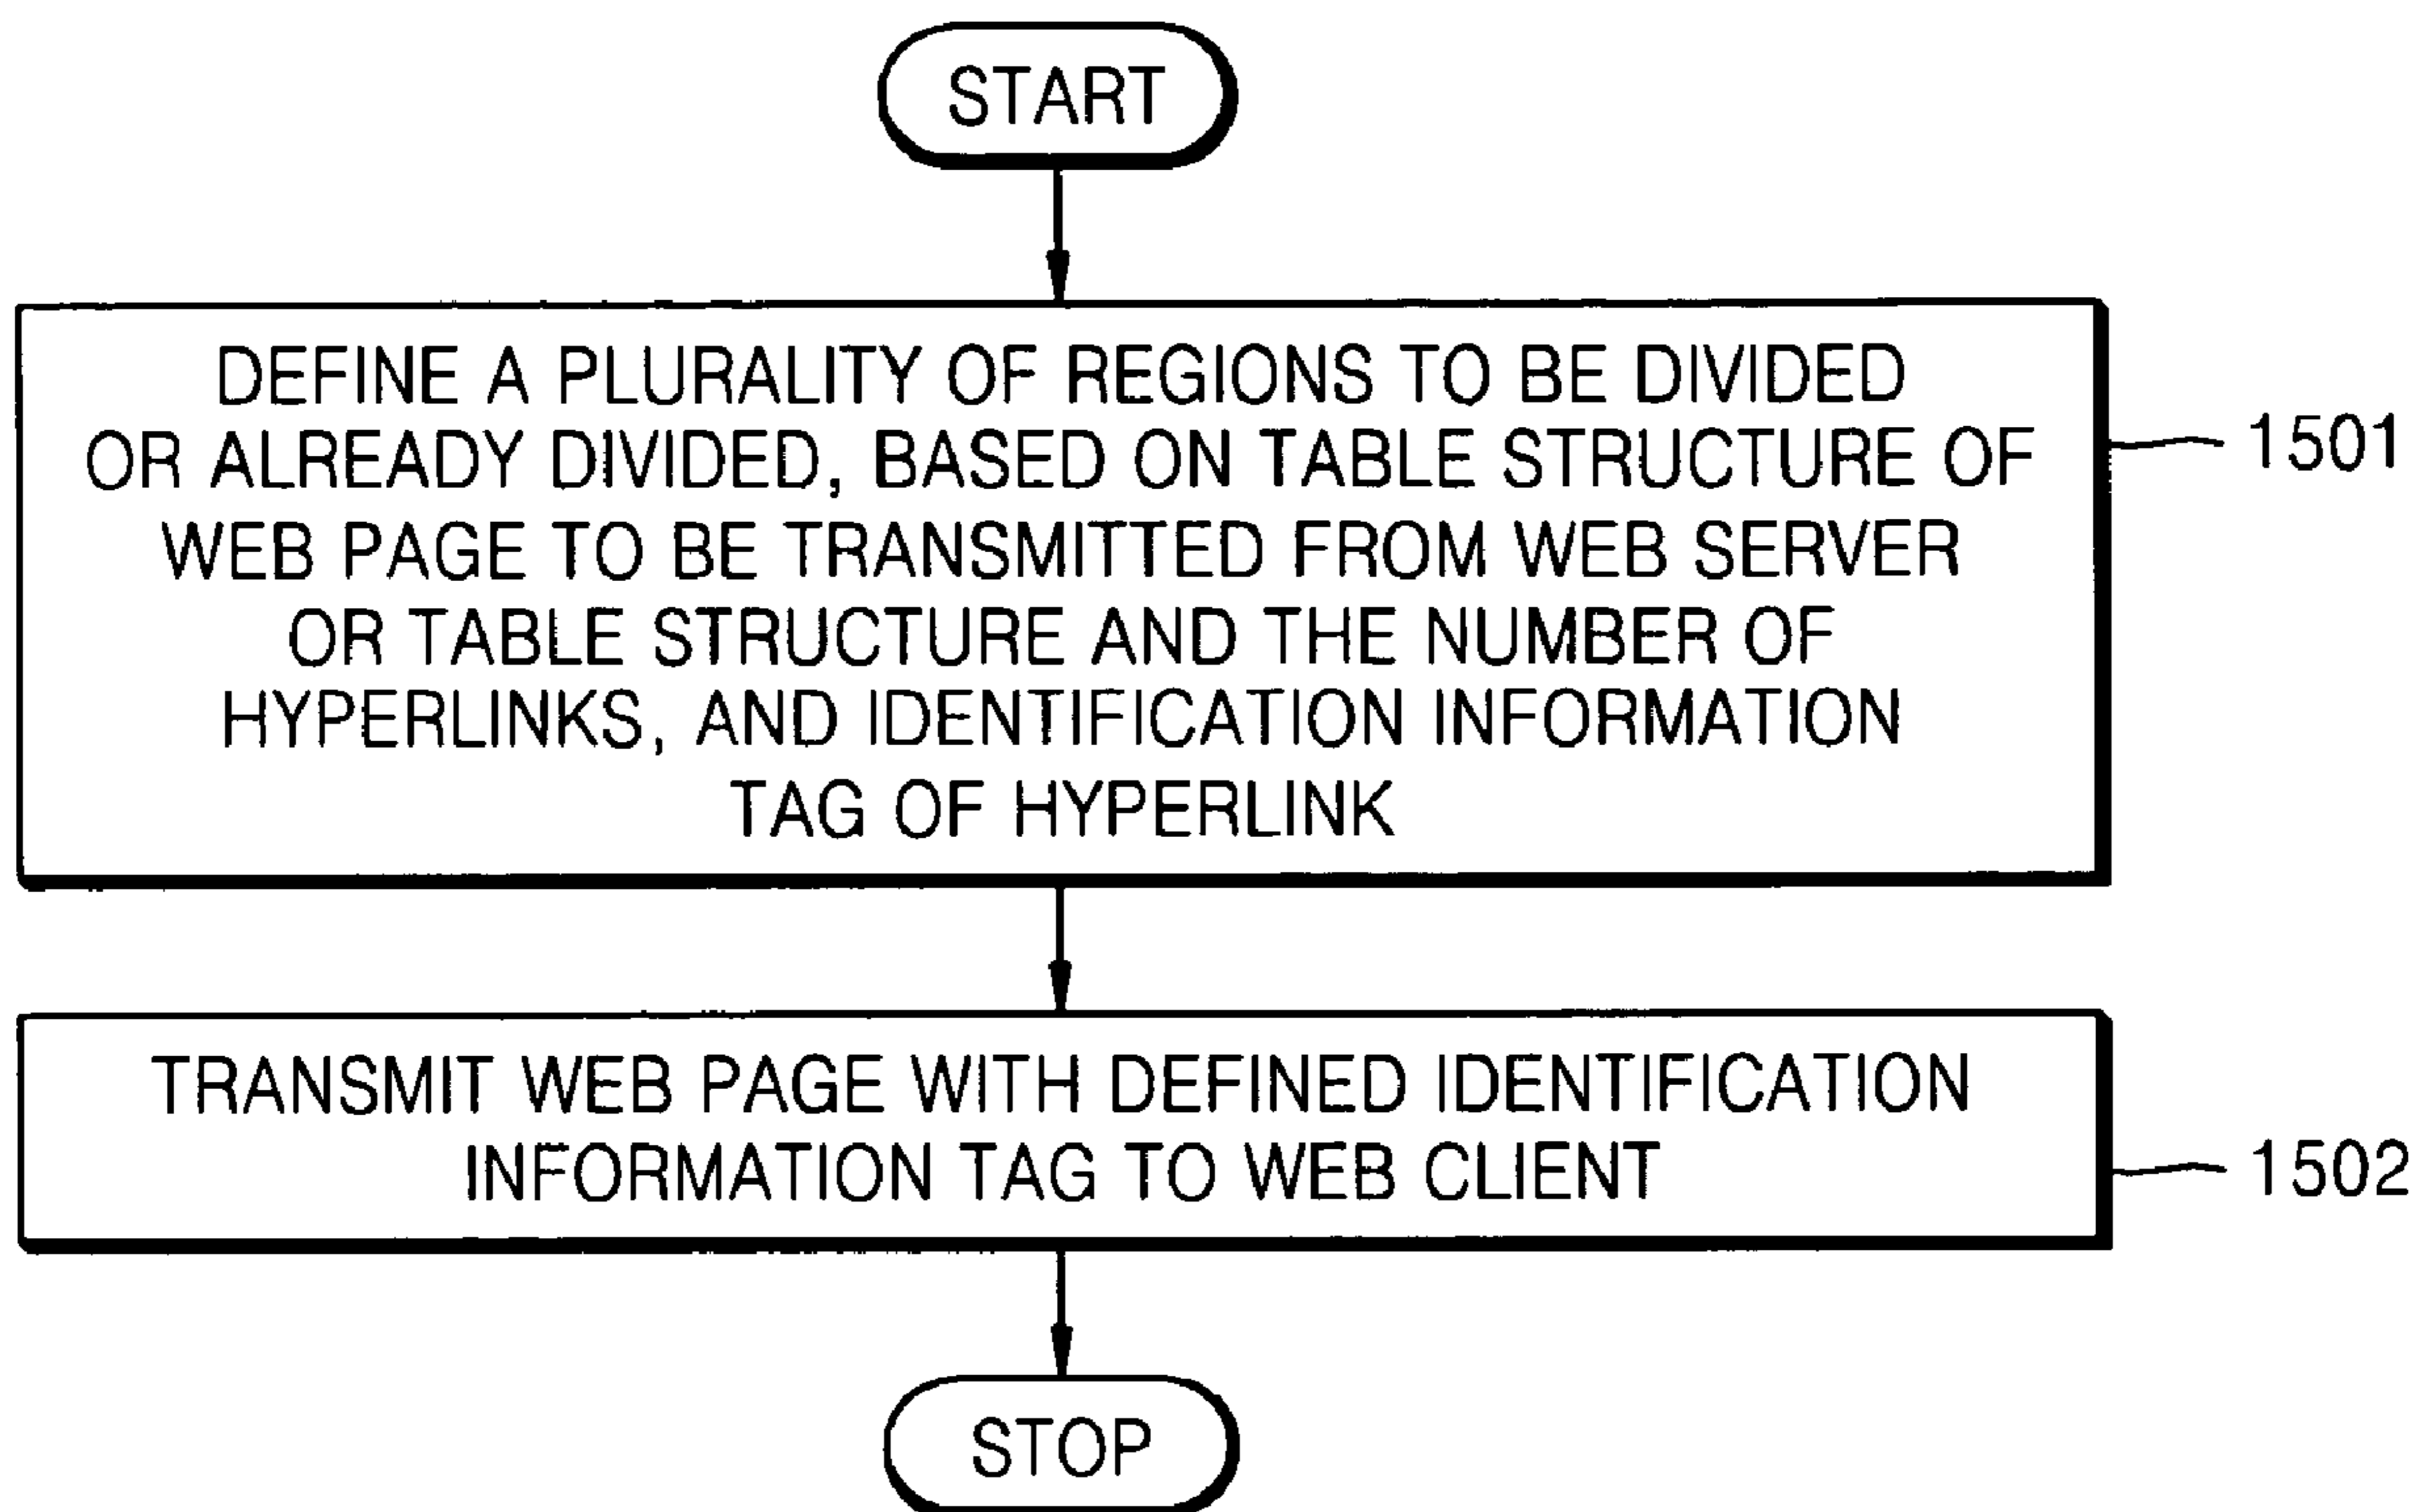 START
DEFINE A PLURALITY OF REGIONS TO BE DIVIDED
OR ALREADY DIVIDED, BASED ON TABLE STRUCTURE OF
WEB PAGE TO BE TRANSMITTED FROM WEB SERVER
OR TABLE STRUCTURE AND THE NUMBER OF
HYPERLINKS, AND IDENTIFICATION INFORMATION
TAG OF HYPERLINK
1501
TRANSMIT WEB PAGE WITH DEFINED IDENTIFICATION
INFORMATION TAG TO WEB CLIENT
1502
STOP